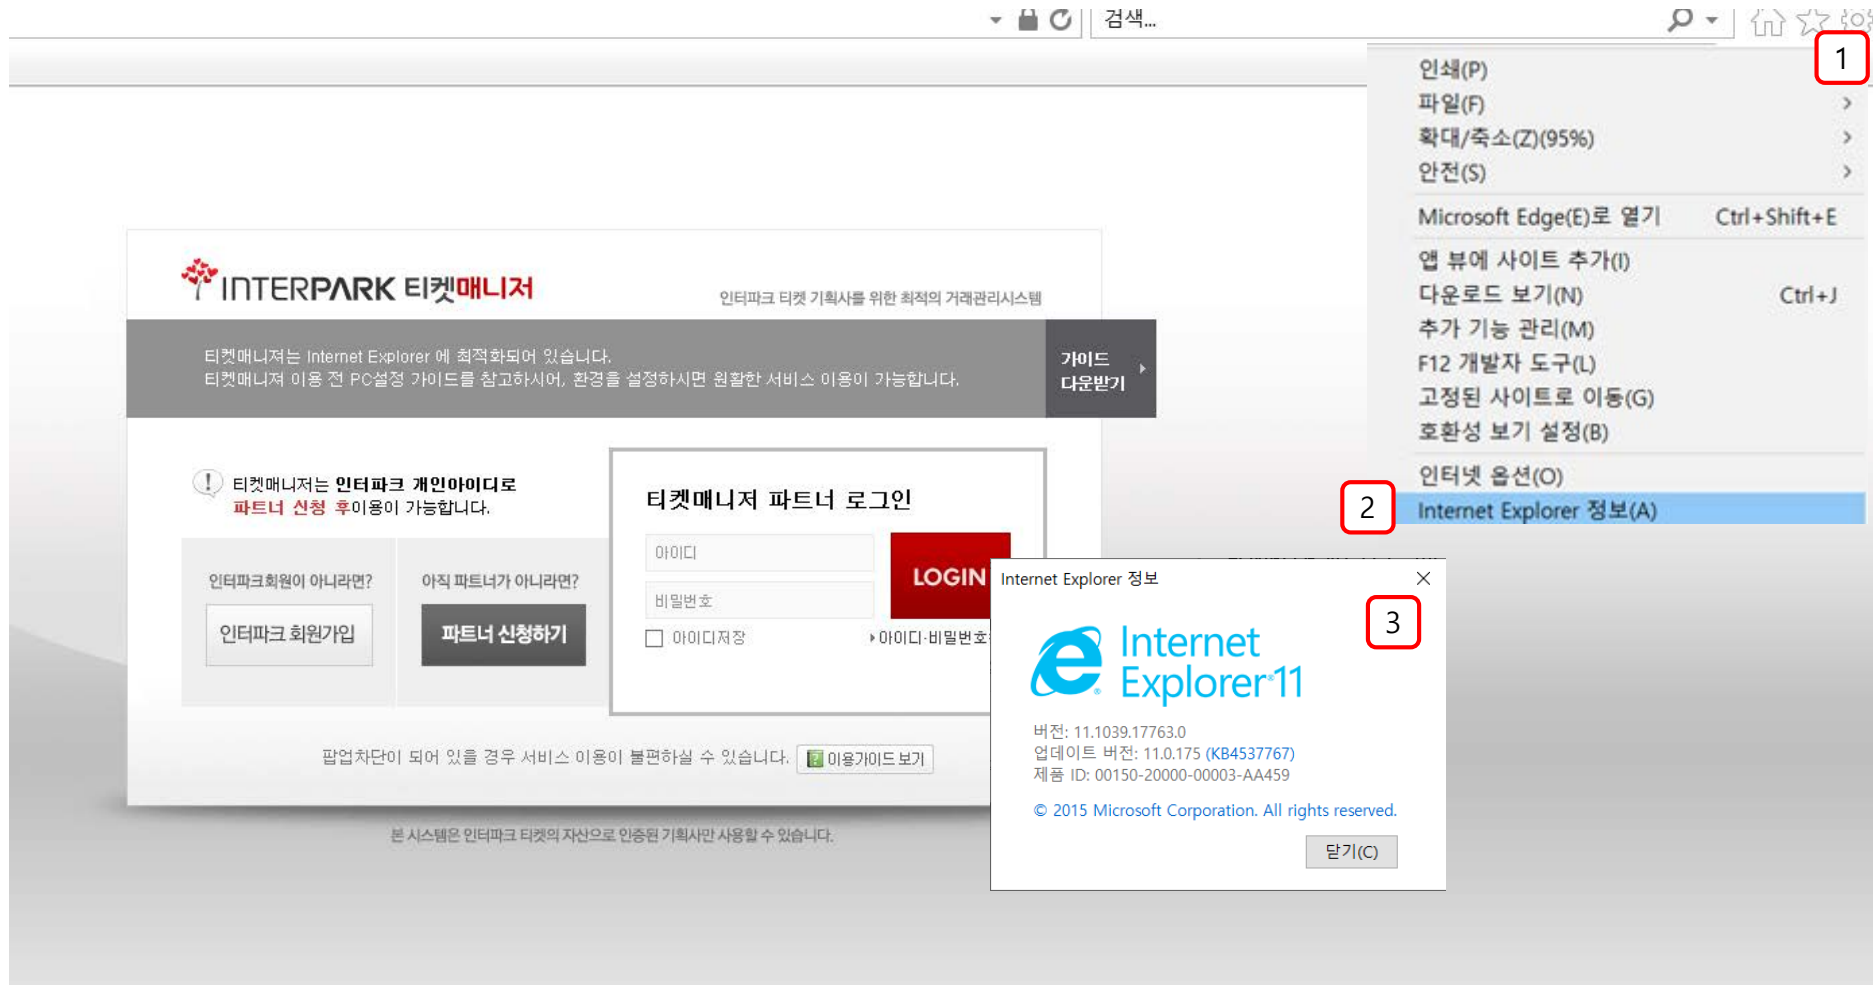 검색...
1
인쇄(P)
파일(F)
확대/축소(Z)(95%)
안전(S)
Microsoft Edge(E)로 열기 Ctrl+Shift+E
앱 뷰에 사이트 추가(I)
다운로드 보기(N) Ctrl+J
추가 기능 관리(M)
F12 개발자 도구(L)
고정된 사이트로 이동(G)
호환성 보기 설정(B)
인터넷 옵션(O)
2
Internet Explorer 정보(A)
INTERPARK 티켓매니저
인터파크 티켓 기획사를 위한 최적의 거래관리시스템
티켓매니져는 Internet Explorer 에 최적화되어 있습니다.
티켓매니져 이용 전 PC설정 가이드를 참고하시어, 환경을 설정하시면 원활한 서비스 이용이 가능합니다.
가이드
다운받기
티켓매니저는 인터파크 개인아이디로
파트너 신청 후이용이 가능합니다.
인터파크회원이 아니라면?
인터파크 회원가입
아직 파트너가 아니라면?
파트너 신청하기
티켓매니저 파트너 로그인
아이디
비밀번호
LOGIN
아이디저장
아이디·비밀번호
팝업차단이 되어 있을 경우 서비스 이용이 불편하실 수 있습니다.
이용가이드 보기
본 시스템은 인터파크 티켓의 자산으로 인증된 기획사만 사용할 수 있습니다.
Internet Explorer 정보
3
Internet
Explorer 11
버전: 11.1039.17763.0
업데이트 버전: 11.0.175 (KB4537767)
제품 ID: 00150-20000-00003-AA459
© 2015 Microsoft Corporation. All rights reserved.
닫기(C)